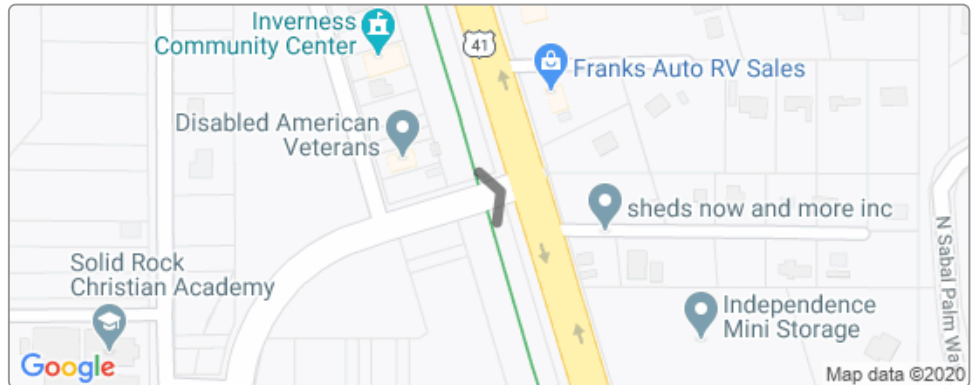 Inverness
Community Center
41
Franks Auto RV Sales
Disabled American
Veterans
sheds now and more inc
N Sabal Palm Wa
Solid Rock
Christian Academy
Independence
Mini Storage
Google
Map data ©2020